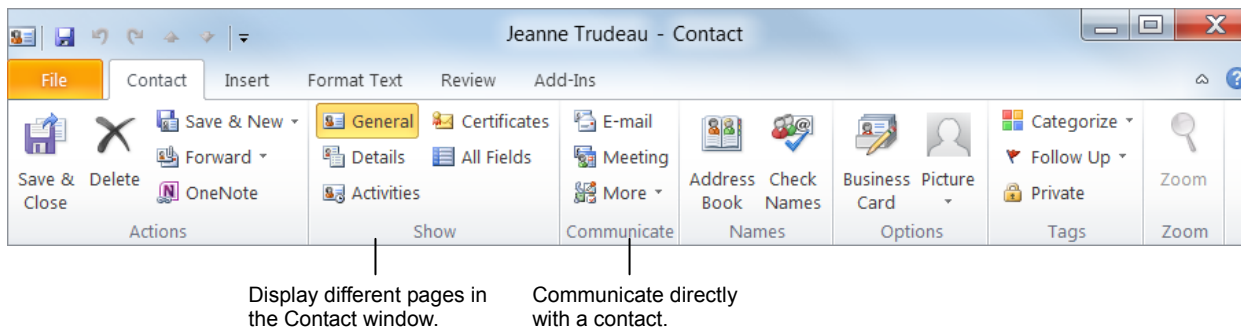 Jeanne Trudeau - Contact
File Contact Insert Format Text Review Add-Ins
Save & Close
Delete
Save & New
Forward
OneNote
Actions
General
Details
Activities
Certificates
All Fields
Show
E-mail
Meeting
More
Communicate
Address Book
Check Names
Names
Business Card
Picture
Options
Categorize
Follow Up
Private
Tags
Zoom
Zoom
Display different pages in
the Contact window.
Communicate directly
with a contact.